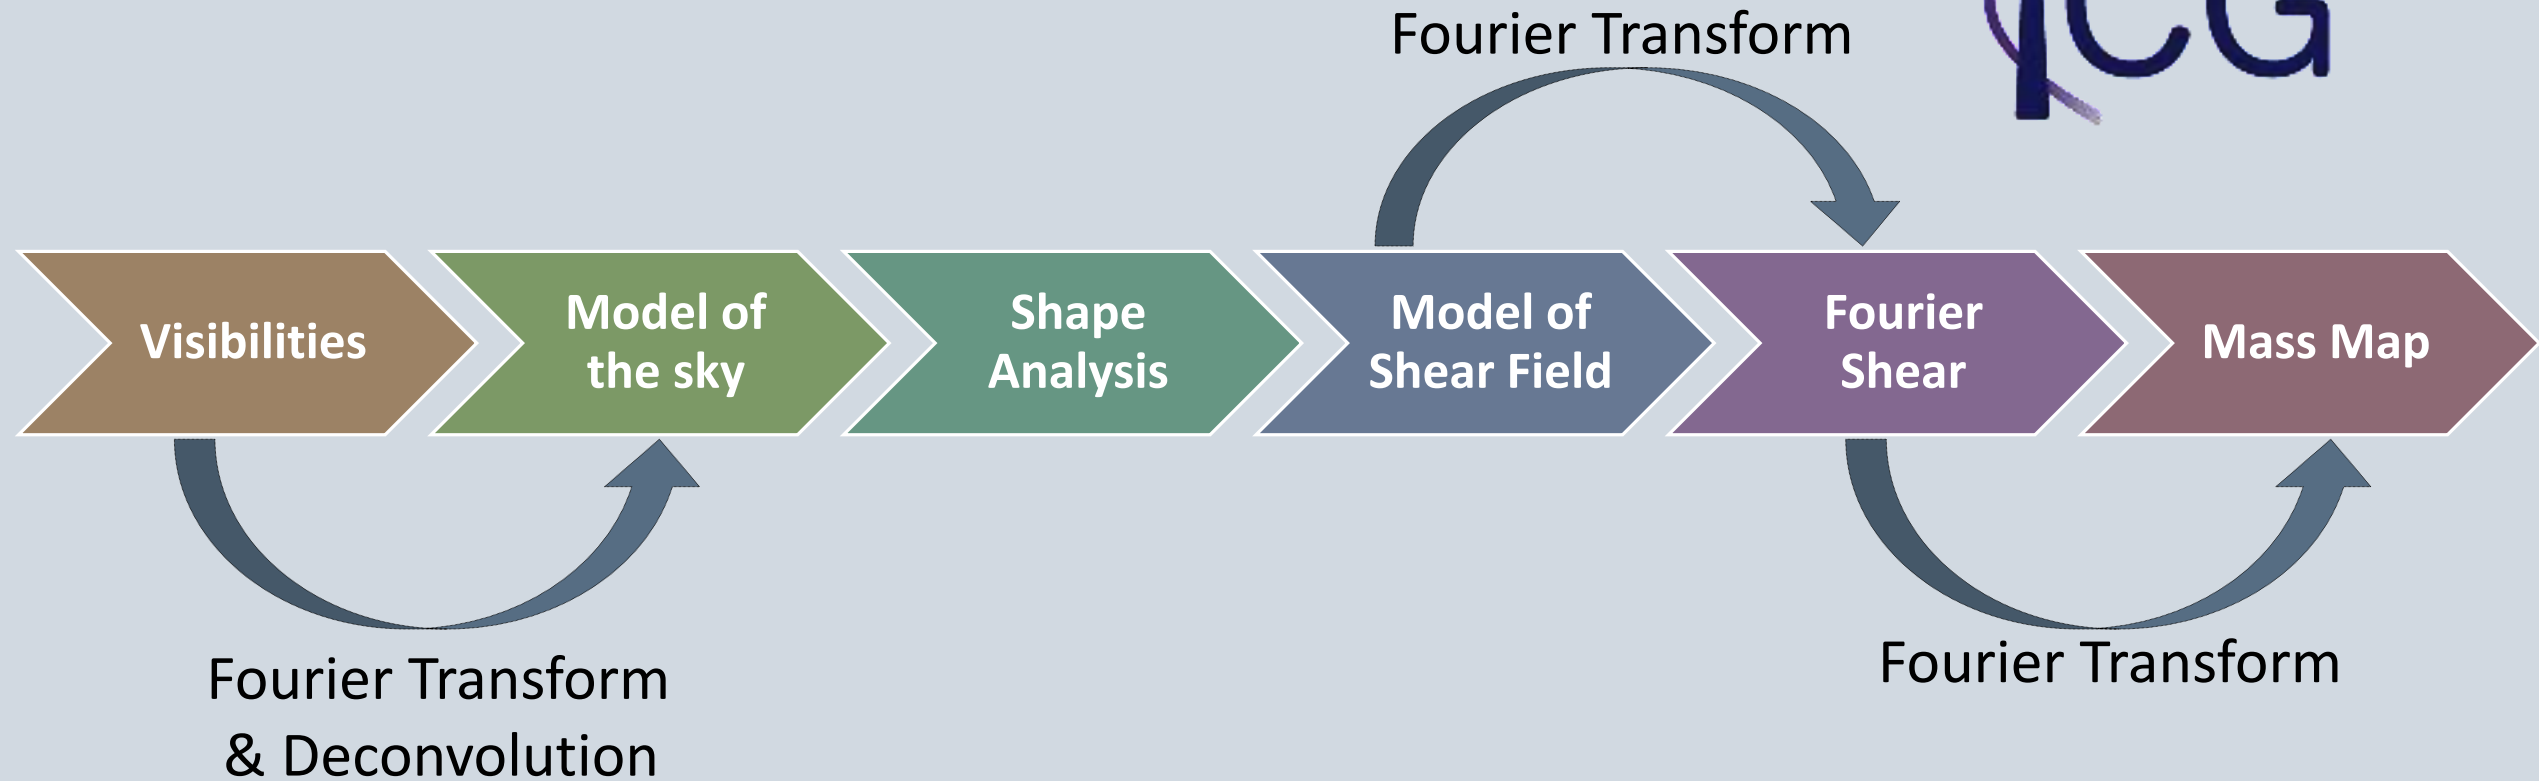 Fourier Transform
ICG
Visibilities
Model of
the sky
Shape
Analysis
Model of
Shear Field
Fourier
Shear
Mass Map
Fourier Transform
& Deconvolution
Fourier Transform